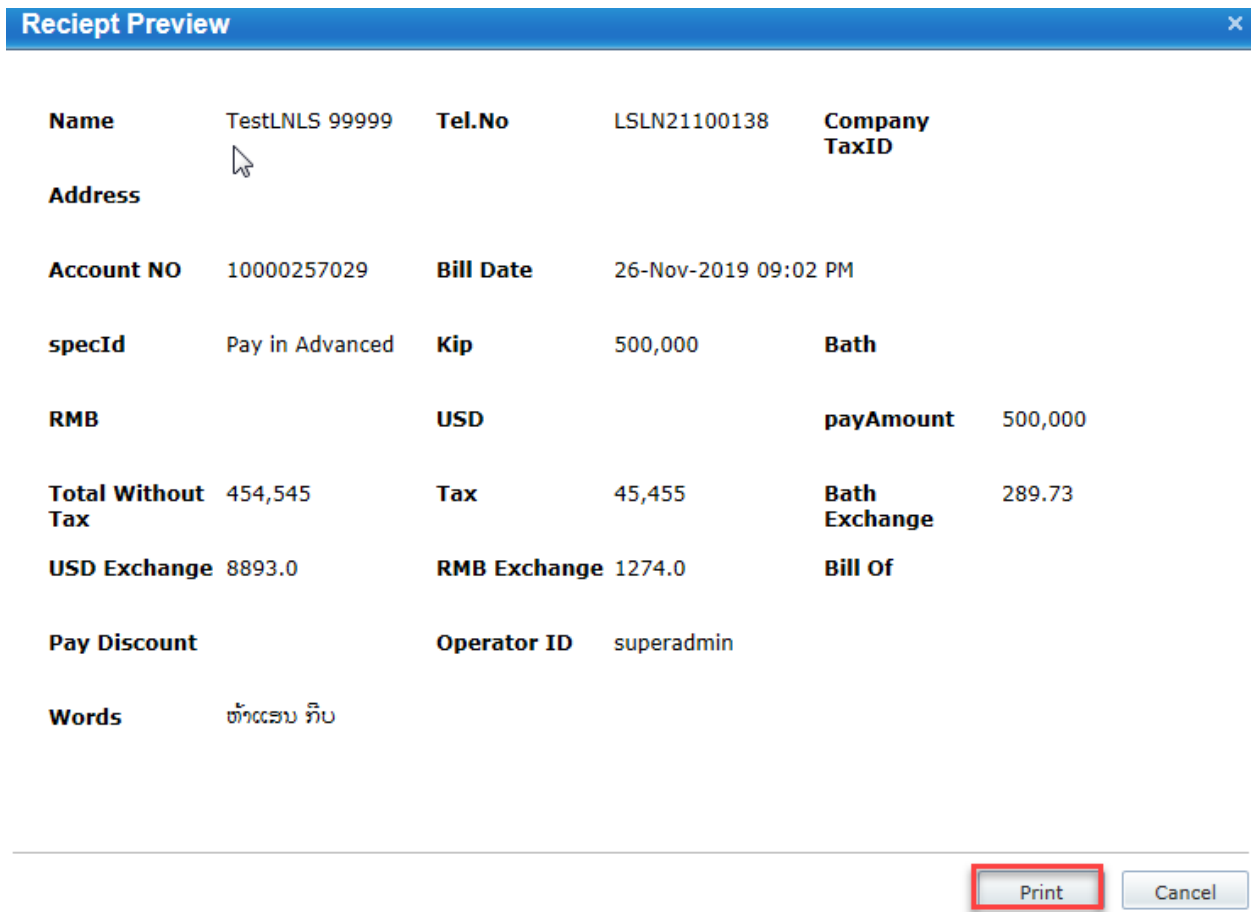 Reciept Preview
Name TestLNLS 99999 Tel.No LSLN21100138 Company
TaxID
Address
Account NO 10000257029 Bill Date 26-Nov-2019 09:02 PM
specId Pay in Advanced Kip 500,000 Bath
RMB USD payAmount 500,000
Total Without 454,545 Tax 45,455 Bath 289.73
Tax Exchange
USD Exchange 8893.0 RMB Exchange 1274.0 Bill Of
Pay Discount Operator ID superadmin
Words ຫ້າແສນ ກີບ
Print Cancel